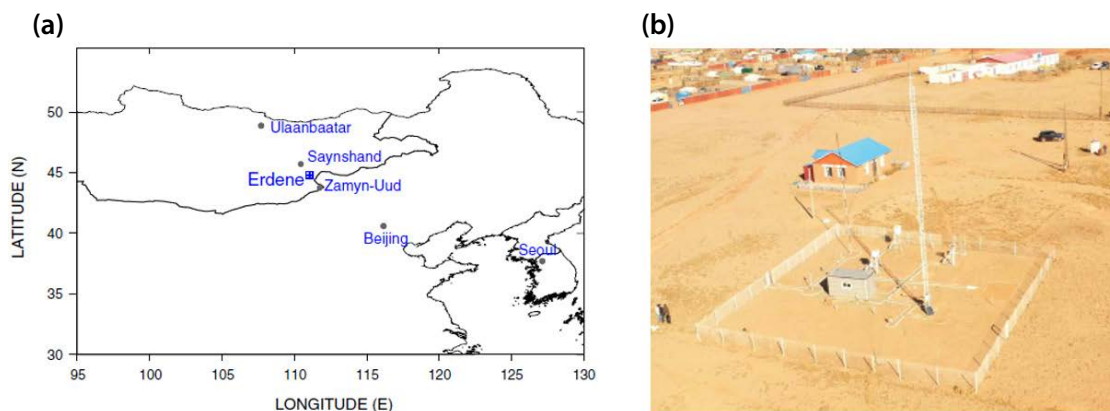 (a)
(b)
LATITUDE (N)
50
45
40
35
30
Ulaanbaatar
Saynshand
Erdene
Zamyn-Uud
Beijing
Seoul
95
100
105
110
115
120
125
130
LONGITUDE (E)